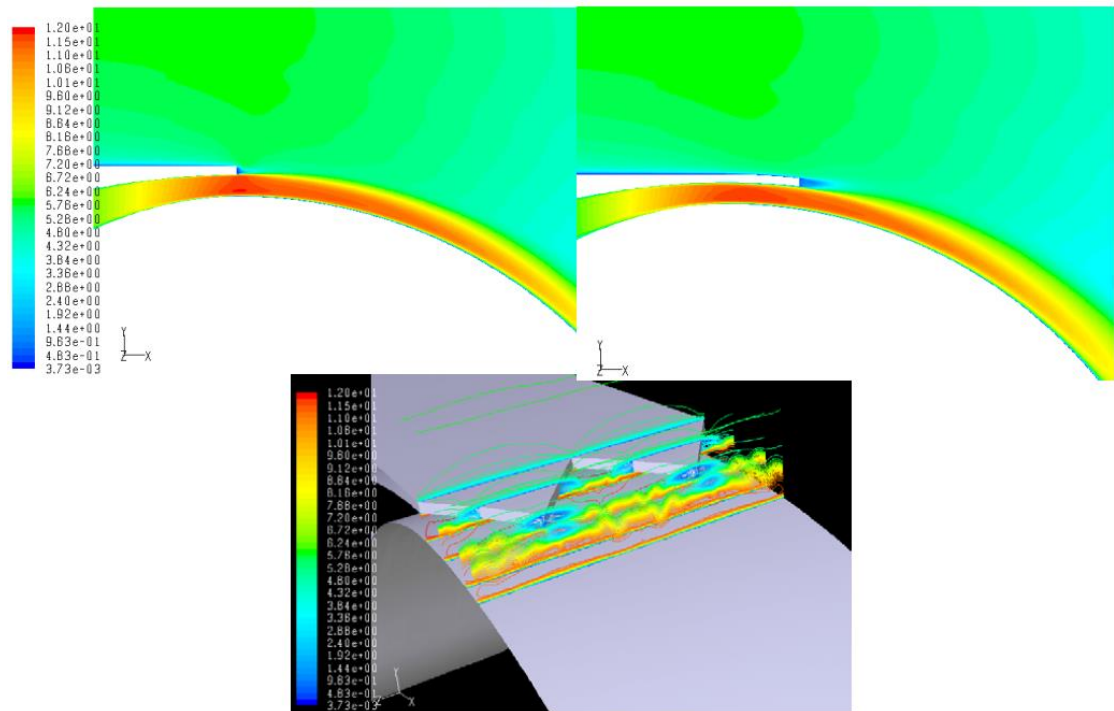 1.20e+01
1.15e+01
1.10e+01
1.06e+01
1.01e+01
9.60e+00
9.12e+00
8.64e+00
8.16e+00
7.68e+00
7.20e+00
6.72e+00
6.24e+00
5.76e+00
5.28e+00
4.80e+00
4.32e+00
3.84e+00
3.36e+00
2.88e+00
2.40e+00
1.92e+00
1.44e+00
9.63e-01
4.83e-01
3.73e-03
Y
Z X
Y
Z X
1.20e+01
1.15e+01
1.10e+01
1.06e+01
1.01e+01
9.60e+00
9.12e+00
8.64e+00
8.16e+00
7.68e+00
7.20e+00
6.72e+00
6.24e+00
5.76e+00
5.28e+00
4.80e+00
4.32e+00
3.84e+00
3.36e+00
2.88e+00
2.40e+00
1.92e+00
1.44e+00
9.63e-01
4.83e-01
3.73e-03
Y
Z X